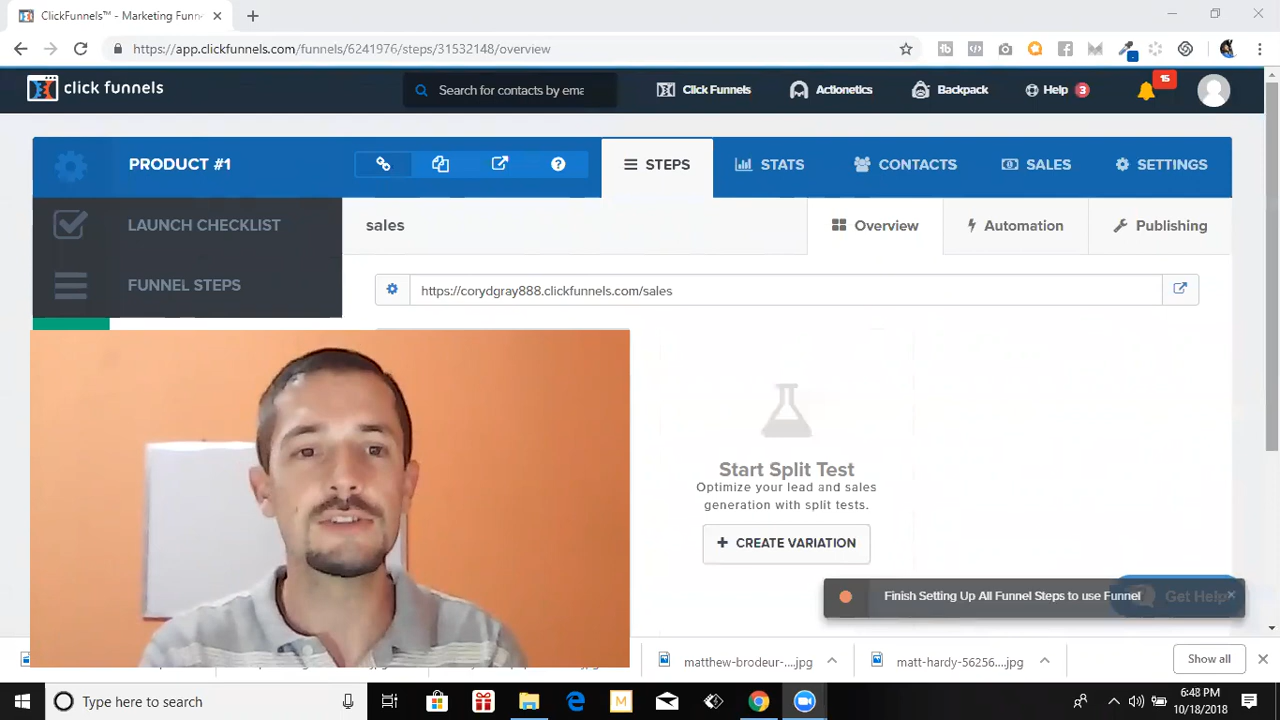 ClickFunnels™ - Marketing Funn
https://app.clickfunnels.com/funnels/6241976/steps/31532148/overview
click funnels
Search for contacts by ema
Click Funnels
Actionetics
Backpack
Help 3
15
PRODUCT #1
STEPS
STATS
CONTACTS
SALES
SETTINGS
LAUNCH CHECKLIST
sales
Overview
Automation
Publishing
FUNNEL STEPS
https://corydgray888.clickfunnels.com/sales
Start Split Test
Optimize your lead and sales
generation with split tests.
+ CREATE VARIATION
Finish Setting Up All Funnel Steps to use Funnel
Get Help
matthew-brodeur-....jpg
matt-hardy-56256....jpg
Show all
Type here to search
6:48 PM
10/18/2018